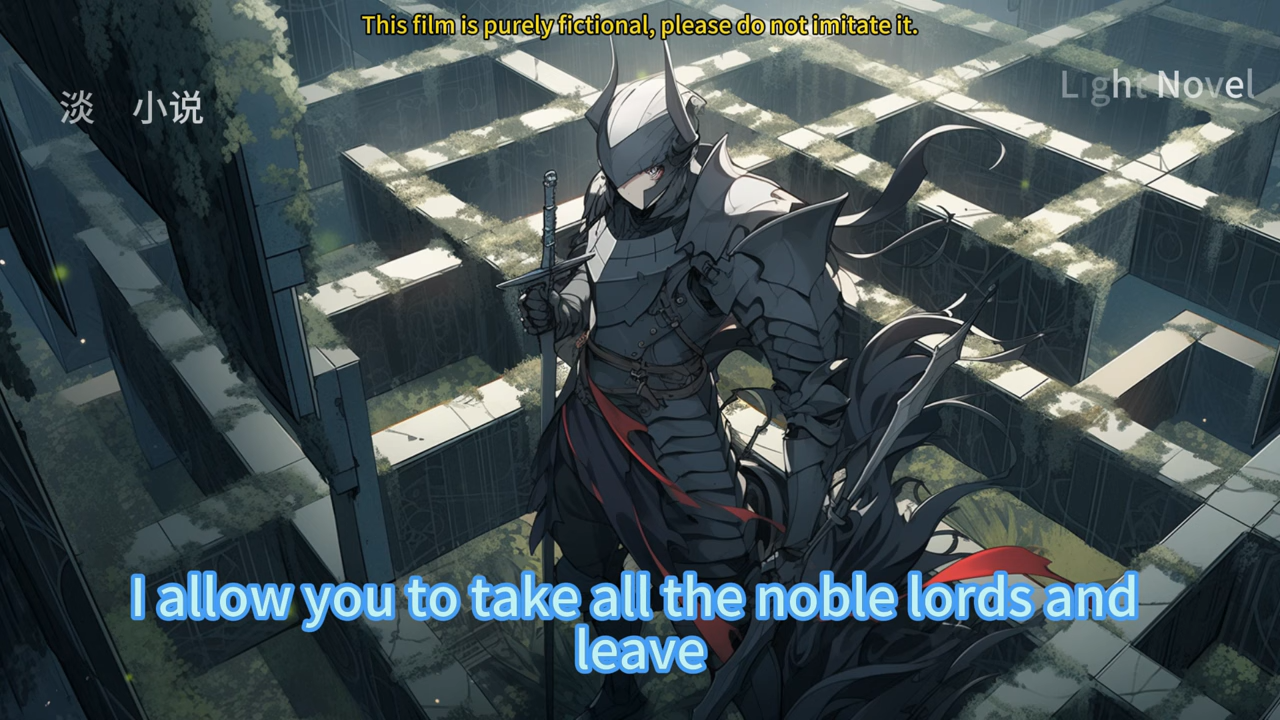 This film is purely fictional, please do not imitate it.
淡 小说
Light Novel
I allow you to take all the noble lords and
leave